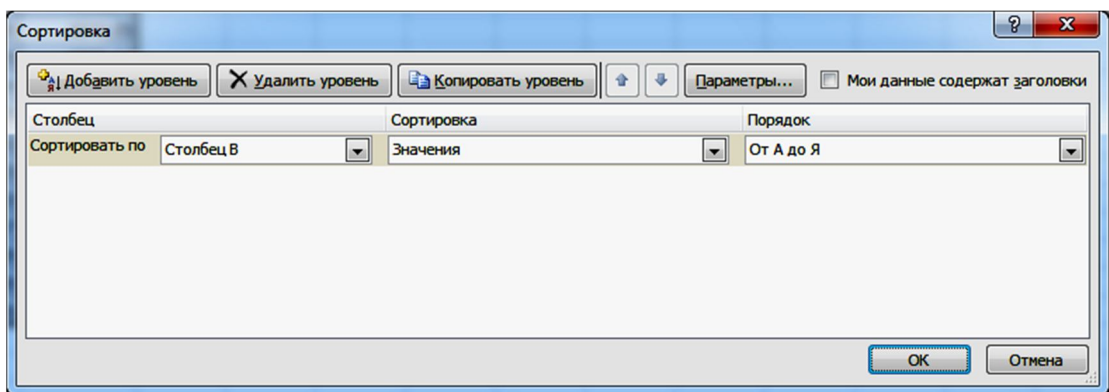 Сортировка
Добавить уровень Удалить уровень Копировать уровень Параметры... Мои данные содержат заголовки
Столбец Сортировка Порядок
Сортировать по Столбец B Значения От А до Я
ОК Отмена